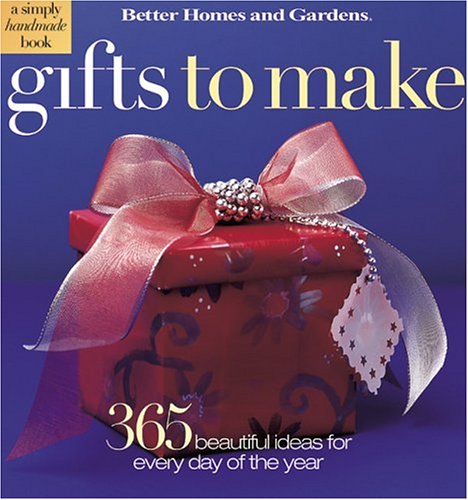 a simply
handmade
book
Better Homes and Gardens®
gifts to make
365 beautiful ideas for
every day of the year